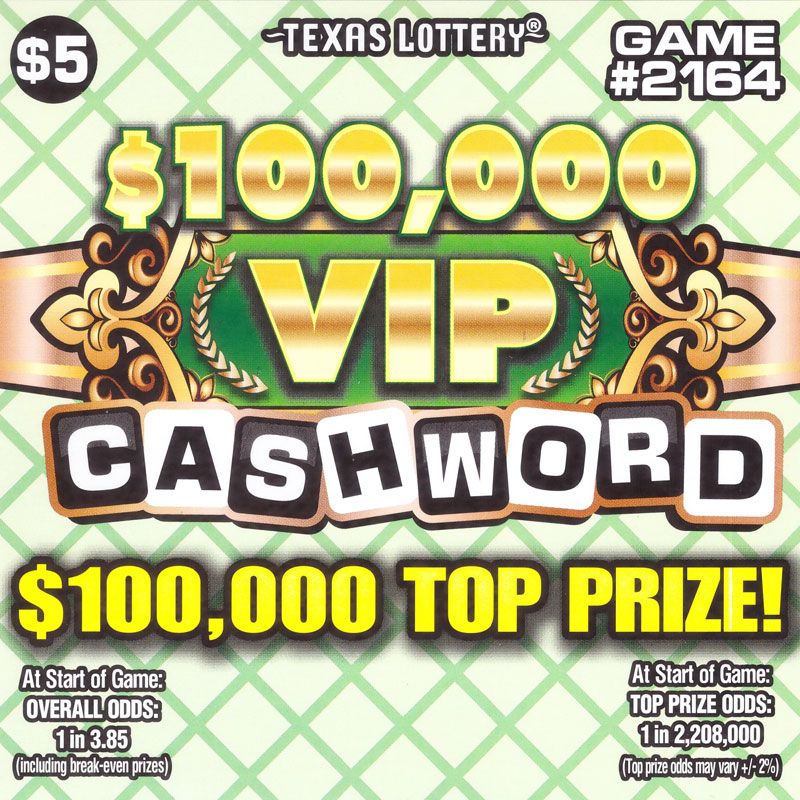 $5
TEXAS LOTTERY®
GAME
#2164
$100,000
VIP
CASHWORD
$100,000 TOP PRIZE!
At Start of Game:
OVERALL ODDS:
1 in 3.85
(including break-even prizes)
At Start of Game:
TOP PRIZE ODDS:
1 in 2,208,000
(Top prize odds may vary +/- 2%)